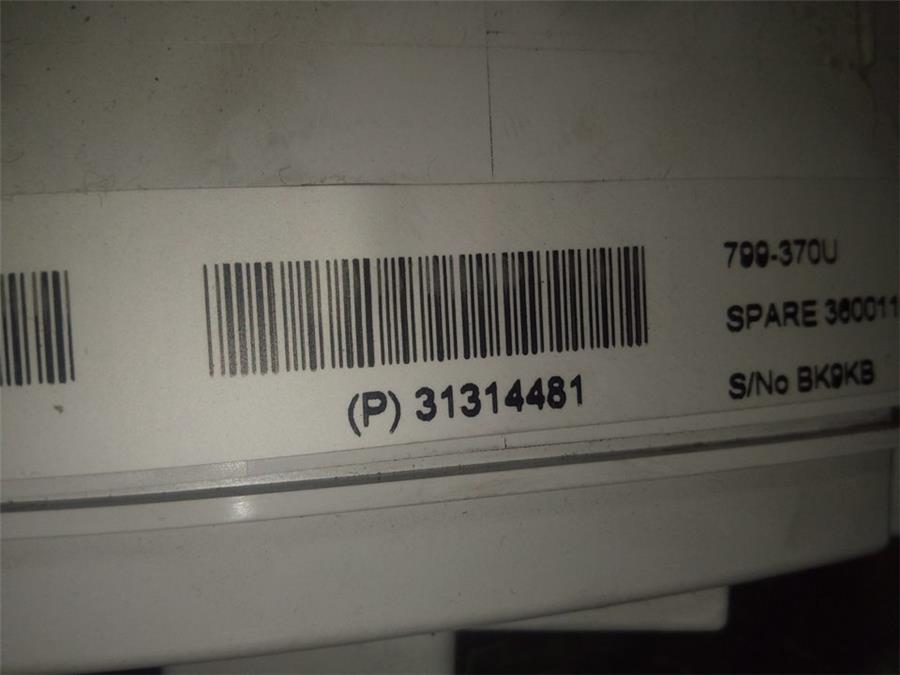 799-370U
SPARE 360011
S/No BK9KB
(P) 31314481